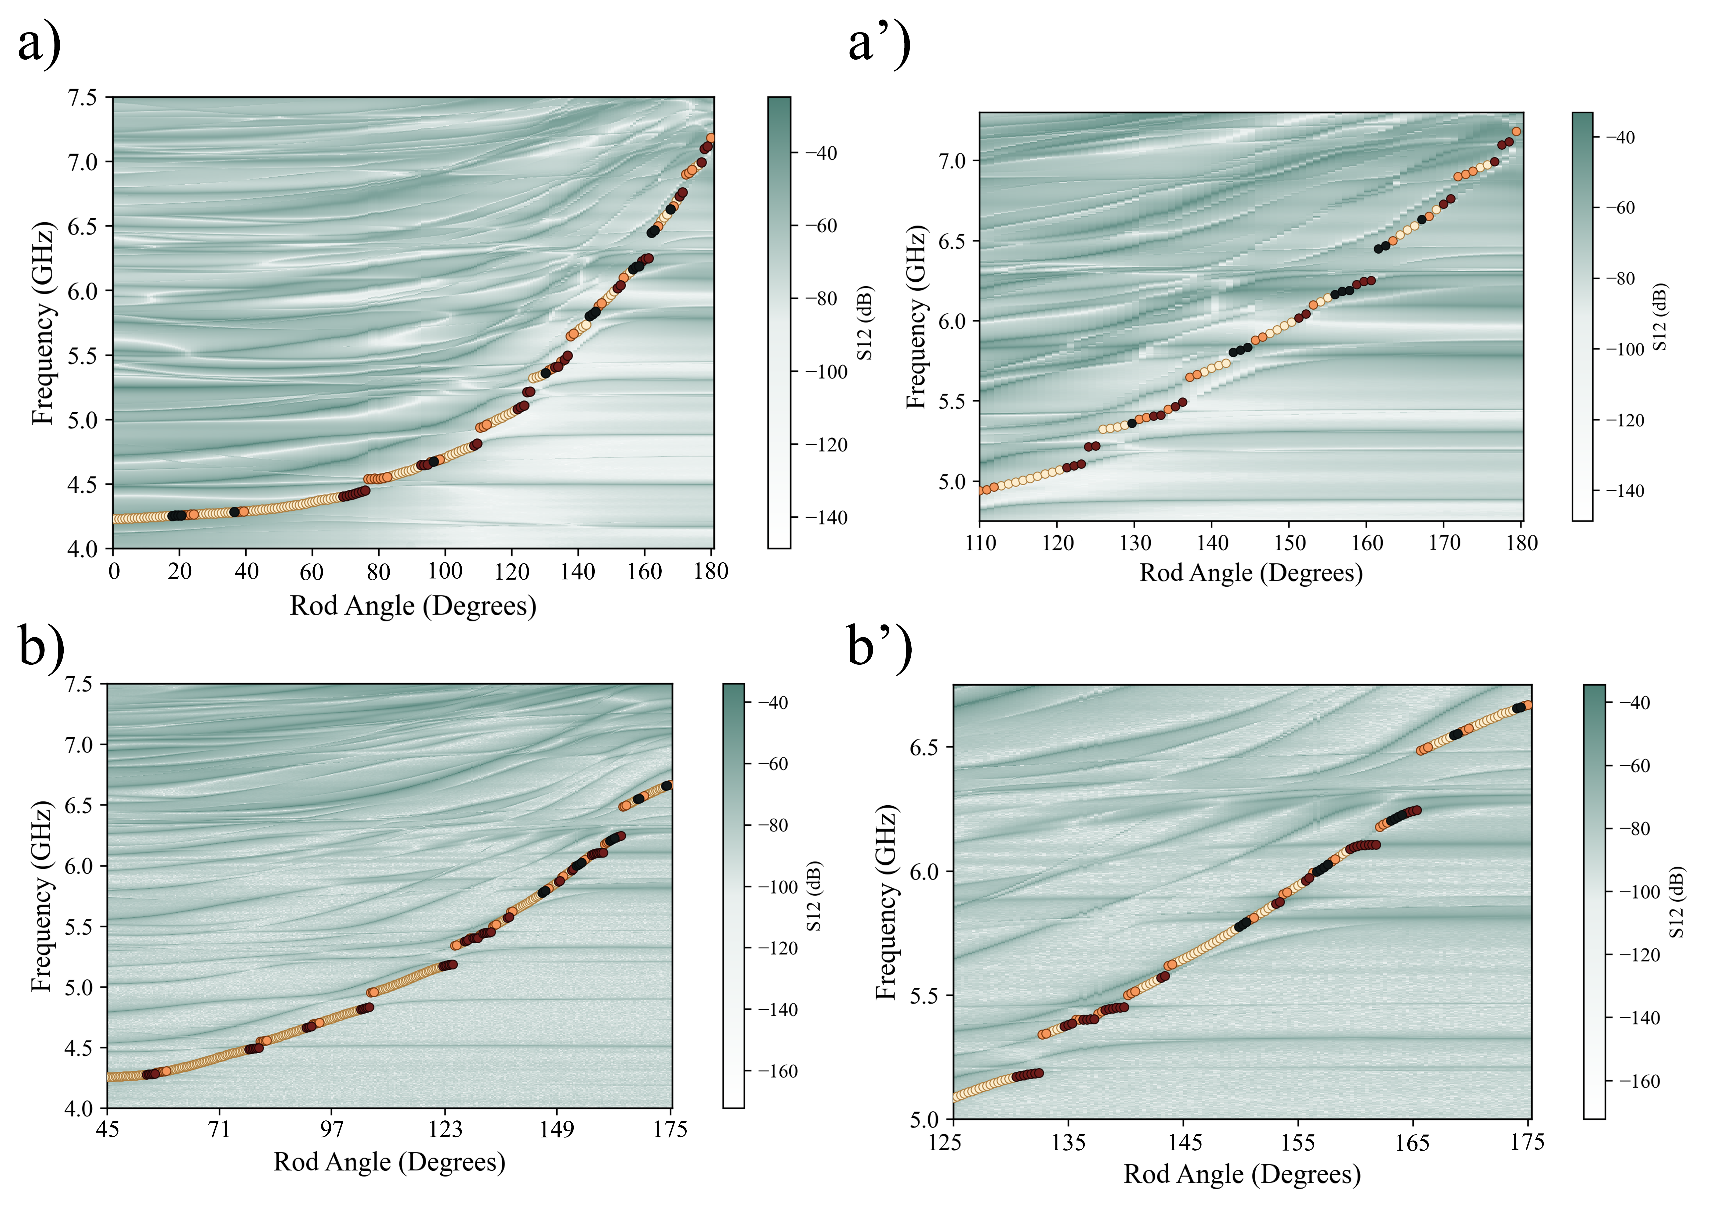 a)
7.5
7.0
6.5
6.0
5.5
5.0
4.5
4.0
Frequency (GHz)
0 20 40 60 80 100 120 140 160 180
Rod Angle (Degrees)
−40
−60
−80
−100
−120
−140
S12 (dB)
a’)
7.0
6.5
6.0
5.5
5.0
Frequency (GHz)
110 120 130 140 150 160 170 180
Rod Angle (Degrees)
−40
−60
−80
−100
−120
−140
S12 (dB)
b)
7.5
7.0
6.5
6.0
5.5
5.0
4.5
4.0
Frequency (GHz)
45 71 97 123 149 175
Rod Angle (Degrees)
−40
−60
−80
−100
−120
−140
−160
S12 (dB)
b’)
6.5
6.0
5.5
5.0
Frequency (GHz)
125 135 145 155 165 175
Rod Angle (Degrees)
−40
−60
−80
−100
−120
−140
−160
S12 (dB)